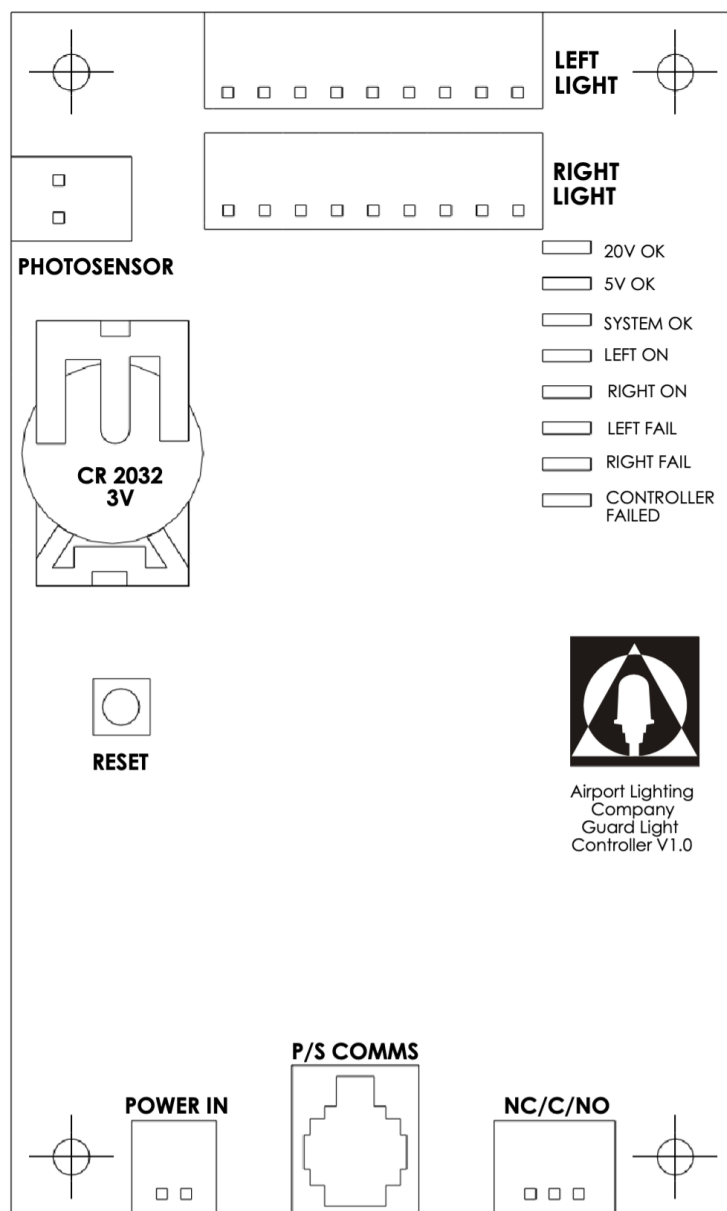 LEFT
LIGHT
RIGHT
LIGHT
PHOTOSENSOR
20V OK
5V OK
SYSTEM OK
LEFT ON
RIGHT ON
LEFT FAIL
RIGHT FAIL
CONTROLLER
FAILED
CR 2032
3V
RESET
Airport Lighting
Company
Guard Light
Controller V1.0
P/S COMMS
POWER IN
NC/C/NO